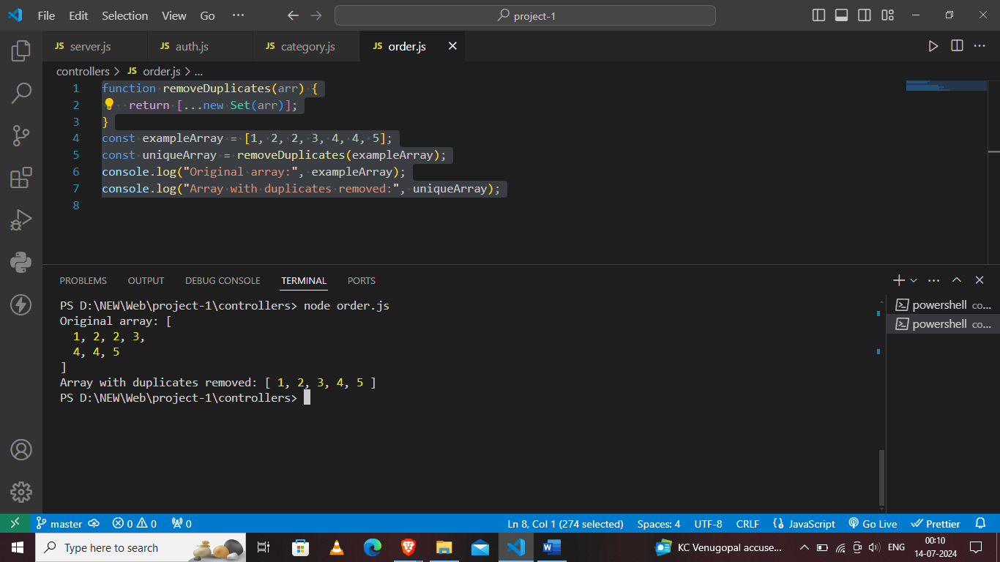 File Edit Selection View Go ··· project-1
JS server.js JS auth.js JS category.js JS order.js
controllers > JS order.js > ...
1 function removeDuplicates(arr) {
2 return [...new Set(arr)];
3 }
4 const exampleArray = [1, 2, 2, 3, 4, 4, 5];
5 const uniqueArray = removeDuplicates(exampleArray);
6 console.log("Original array:", exampleArray);
7 console.log("Array with duplicates removed:", uniqueArray);
8
PROBLEMS OUTPUT DEBUG CONSOLE TERMINAL PORTS
PS D:\NEW\Web\project-1\controllers> node order.js
Original array: [
1, 2, 2, 3,
4, 4, 5
]
Array with duplicates removed: [ 1, 2, 3, 4, 5 ]
PS D:\NEW\Web\project-1\controllers>
powershell co...
powershell co...
master 0 0 0 Ln 8, Col 1 (274 selected) Spaces: 4 UTF-8 CRLF {} JavaScript Go Live Prettier
Type here to search KC Venugopal accuse... ENG 00:10
14-07-2024